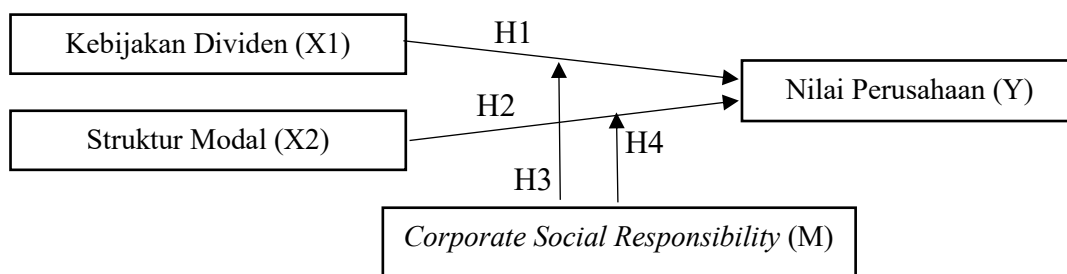 Kebijakan Dividen (X1)
H1
Nilai Perusahaan (Y)
H2
Struktur Modal (X2)
H4
H3
Corporate Social Responsibility (M)